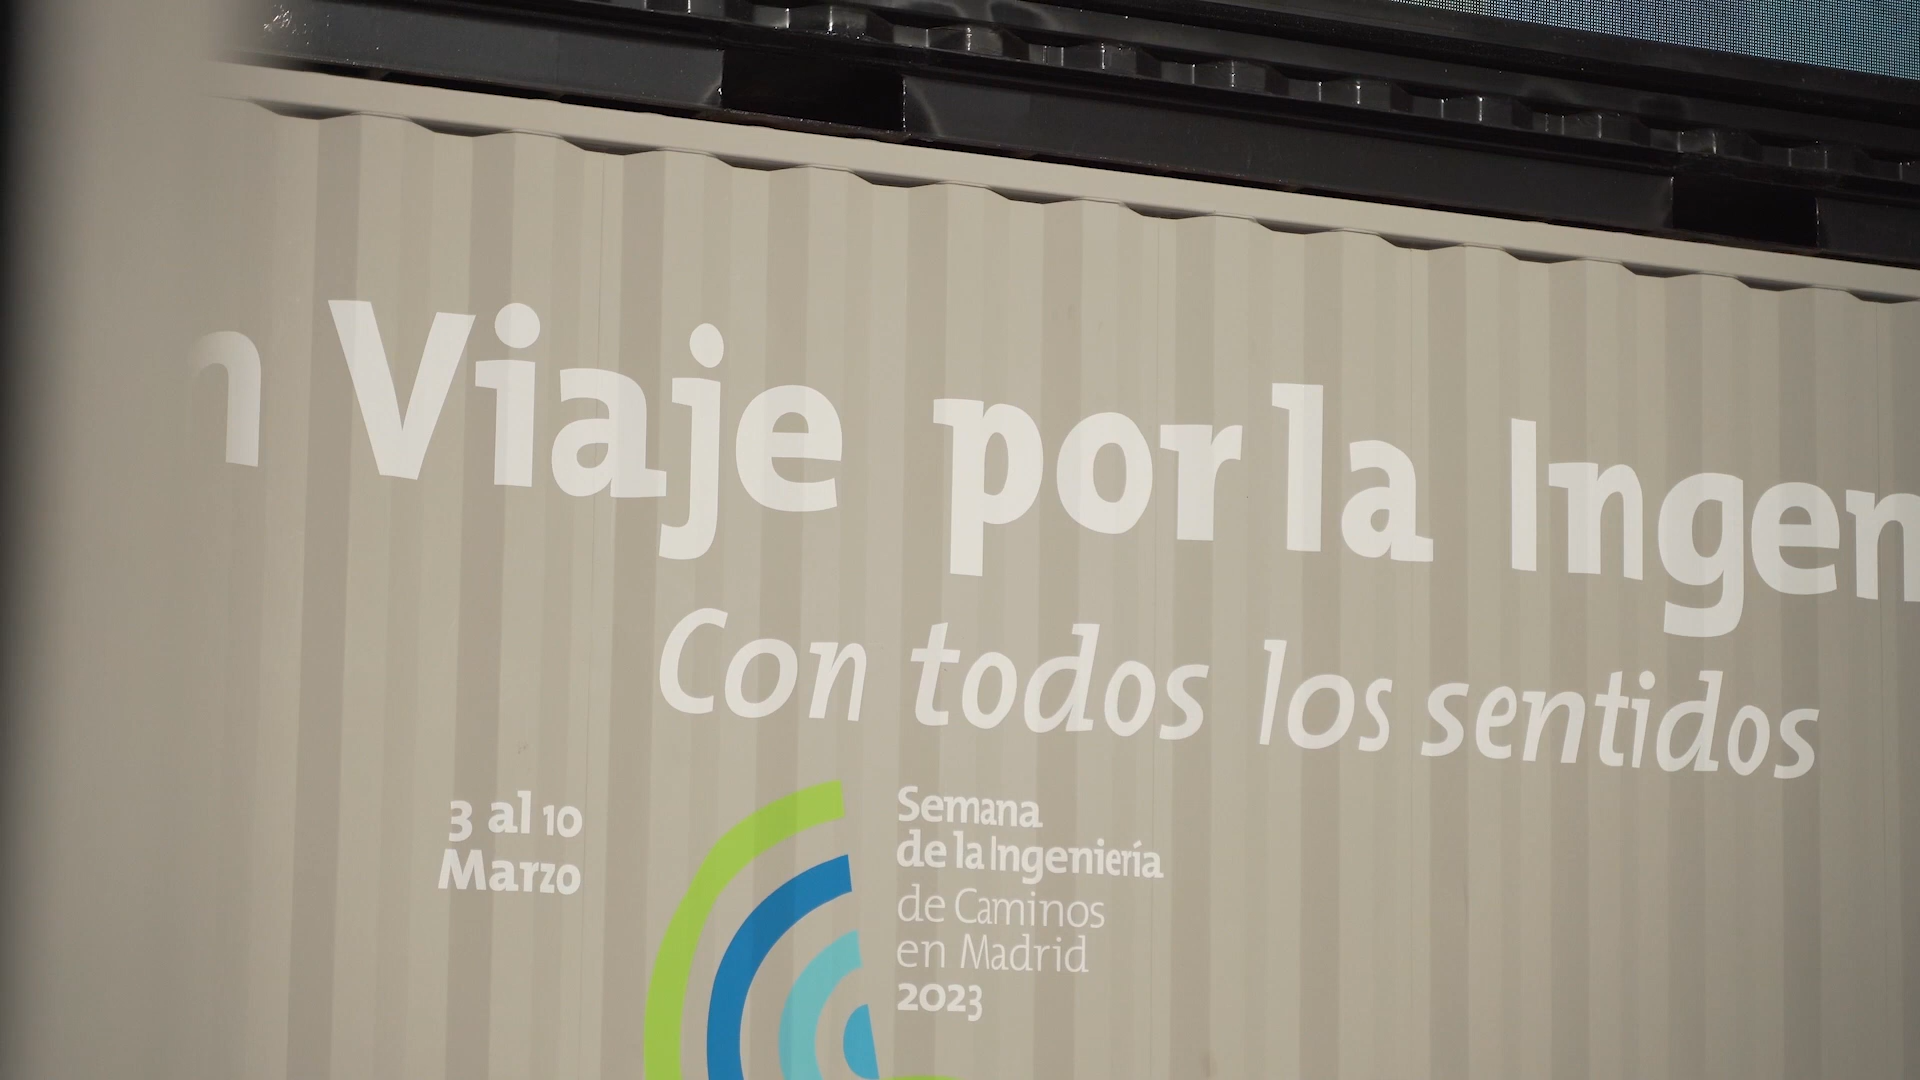 n Viaje por la Ingen
Con todos los sentidos
3 al 10
Marzo
Semana
de la Ingeniería
de Caminos
en Madrid
2023